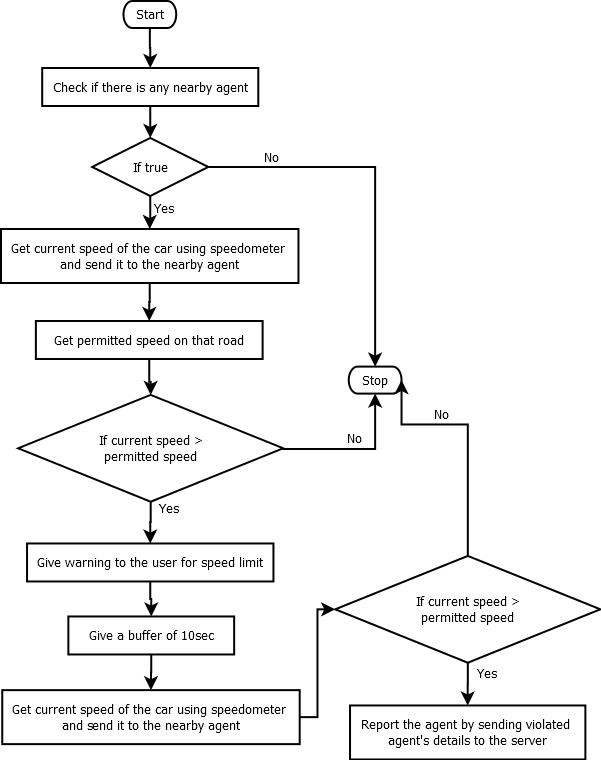 Start
Check if there is any nearby agent
If true
No
Yes
Get current speed of the car using speedometer
and send it to the nearby agent
Get permitted speed on that road
Stop
If current speed >
permitted speed
No
No
Yes
Give warning to the user for speed limit
Give a buffer of 10sec
If current speed >
permitted speed
Yes
Get current speed of the car using speedometer
and send it to the nearby agent
Report the agent by sending violated
agent's details to the server